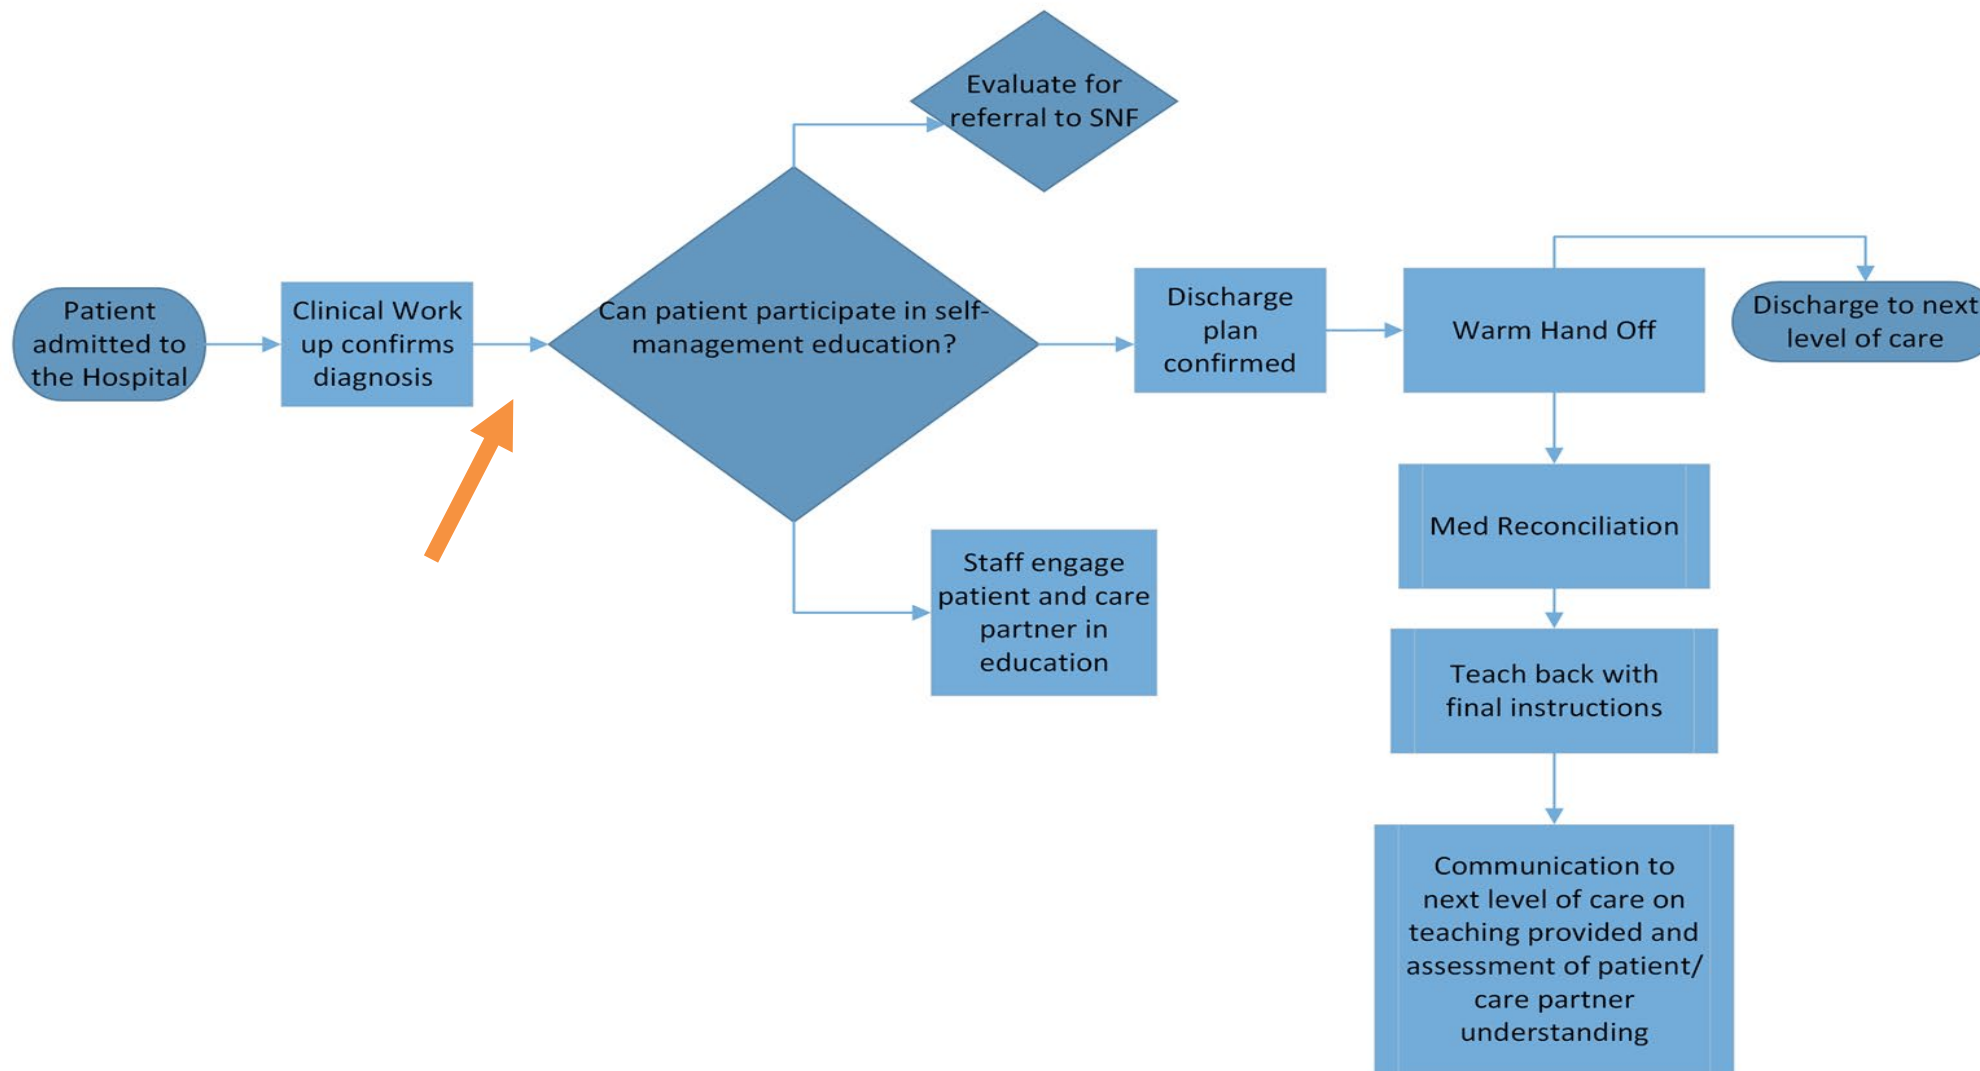 Patient
admitted to
the Hospital
Clinical Work
up confirms
diagnosis
Can patient participate in self-
management education?
Evaluate for
referral to SNF
Staff engage
patient and care
partner in
education
Discharge
plan
confirmed
Warm Hand Off
Discharge to next
level of care
Med Reconciliation
Teach back with
final instructions
Communication to
next level of care on
teaching provided and
assessment of patient/
care partner
understanding